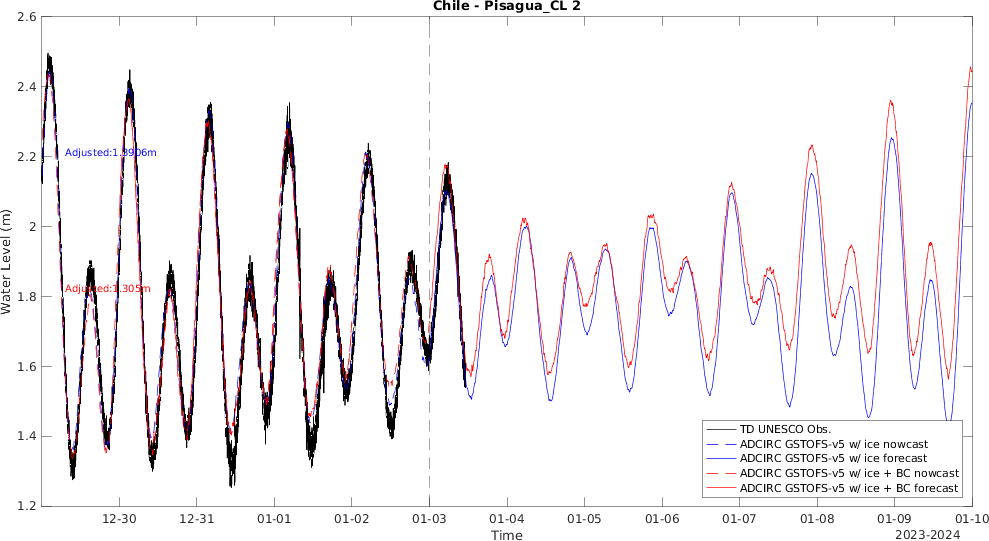 Chile - Pisagua_CL 2
2.6
2.4
2.2
2
1.8
1.6
1.4
1.2
Water Level (m)
Adjusted:1.3906m
Adjusted:1.305m
TD UNESCO Obs.
ADCIRC GSTOFS-v5 w/ ice nowcast
ADCIRC GSTOFS-v5 w/ ice forecast
ADCIRC GSTOFS-v5 w/ ice + BC nowcast
ADCIRC GSTOFS-v5 w/ ice + BC forecast
12-30 12-31 01-01 01-02 01-03 01-04 01-05 01-06 01-07 01-08 01-09 01-10
Time
2023-2024